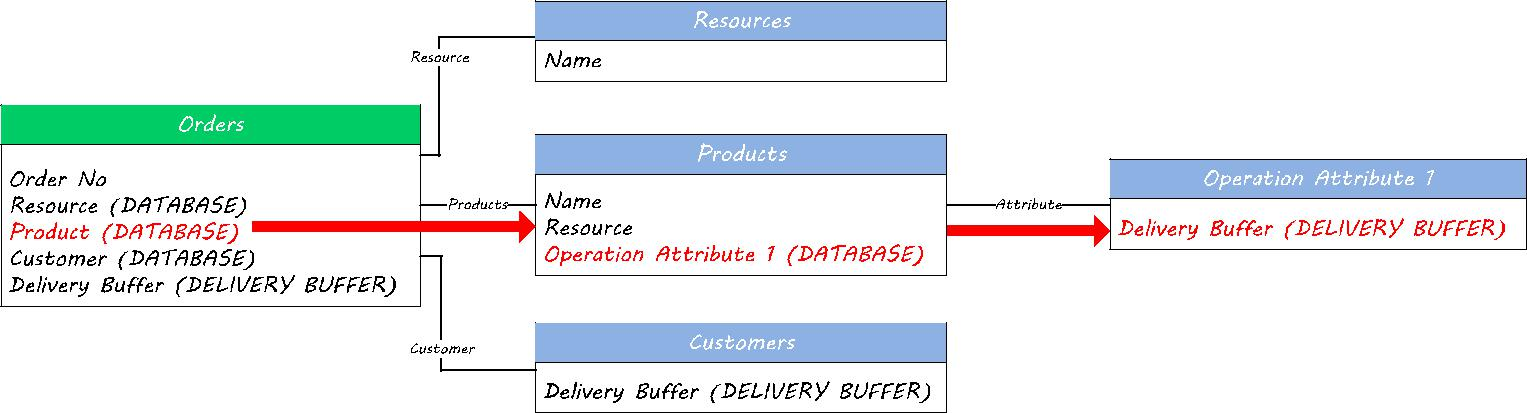 Resources
Name
Resource
Orders
Order No
Resource (DATABASE)
Product (DATABASE)
Customer (DATABASE)
Delivery Buffer (DELIVERY BUFFER)
Products
Products
Name
Resource
Operation Attribute 1 (DATABASE)
Attribute
Operation Attribute 1
Delivery Buffer (DELIVERY BUFFER)
Customer
Customers
Delivery Buffer (DELIVERY BUFFER)